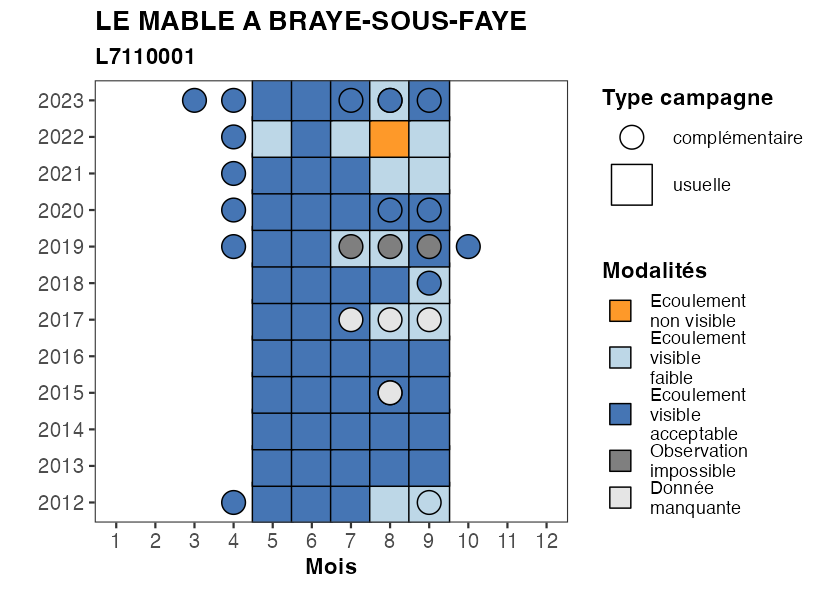 LE MABLE A BRAYE-SOUS-FAYE
L7110001
2023
2022
2021
2020
2019
2018
2017
2016
2015
2014
2013
2012
1 2 3 4 5 6 7 8 9 10 11 12
Mois
Type campagne
complémentaire
usuelle
Modalités
Ecoulement
non visible
Ecoulement
visible
faible
Ecoulement
visible
acceptable
Observation
impossible
Donnée
manquante